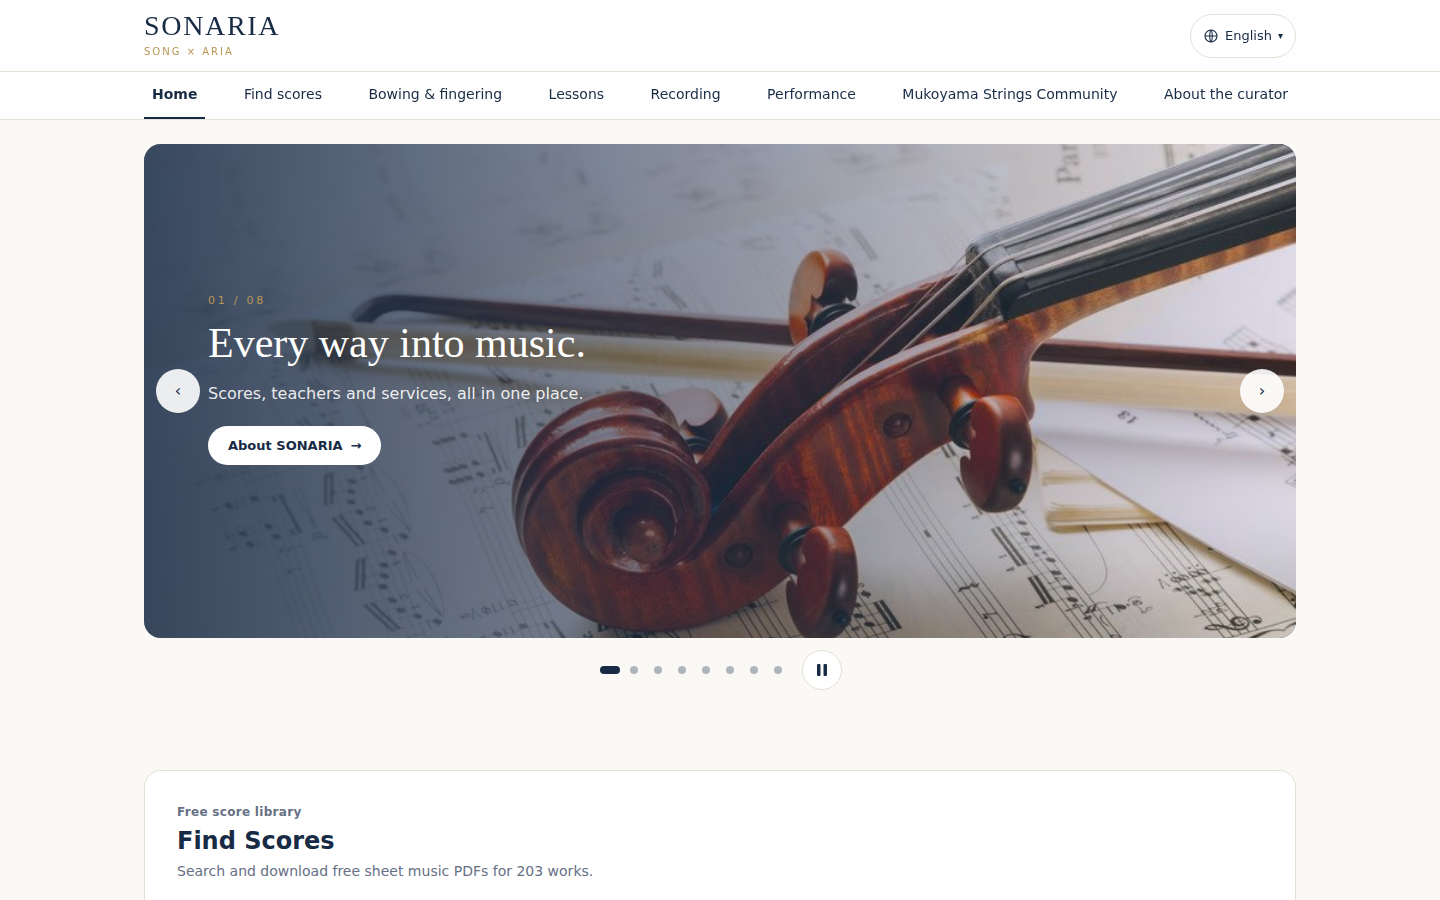 SONARIA
SONG × ARIA
English ▾
Home
Find scores
Bowing & fingering
Lessons
Recording
Performance
Mukoyama Strings Community
About the curator
01 / 08
Every way into music.
‹
›
Scores, teachers and services, all in one place.
About SONARIA →
Free score library
Find Scores
Search and download free sheet music PDFs for 203 works.